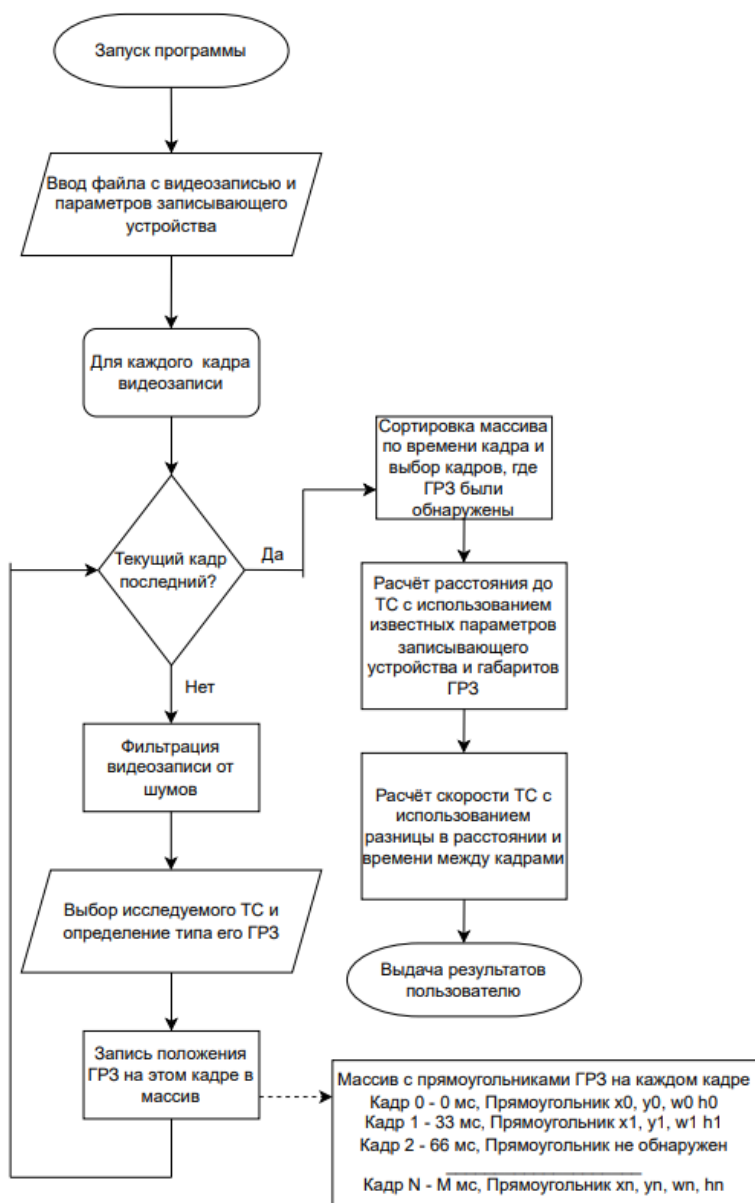 Запуск программы
Ввод файла с видеозаписью и
параметров записывающего
устройства
Для каждого кадра
видеозаписи
Текущий кадр
последний?
Да
Нет
Фильтрация
видеозаписи от
шумов
Выбор исследуемого ТС и
определение типа его ГРЗ
Запись положения
ГРЗ на этом кадре в
массив
Сортировка массива
по времени кадра и
выбор кадров, где
ГРЗ были
обнаружены
Расчёт расстояния до
ТС с использованием
известных параметров
записывающего
устройства и габаритов
ГРЗ
Расчёт скорости ТС с
использованием
разницы в расстоянии и
времени между кадрами
Выдача результатов
пользователю
Массив с прямоугольниками ГРЗ на каждом кадре
Кадр 0 - 0 мс, Прямоугольник x0, y0, w0 h0
Кадр 1 - 33 мс, Прямоугольник x1, y1, w1 h1
Кадр 2 - 66 мс, Прямоугольник не обнаружен
Кадр N - M мс, Прямоугольник xn, yn, wn, hn